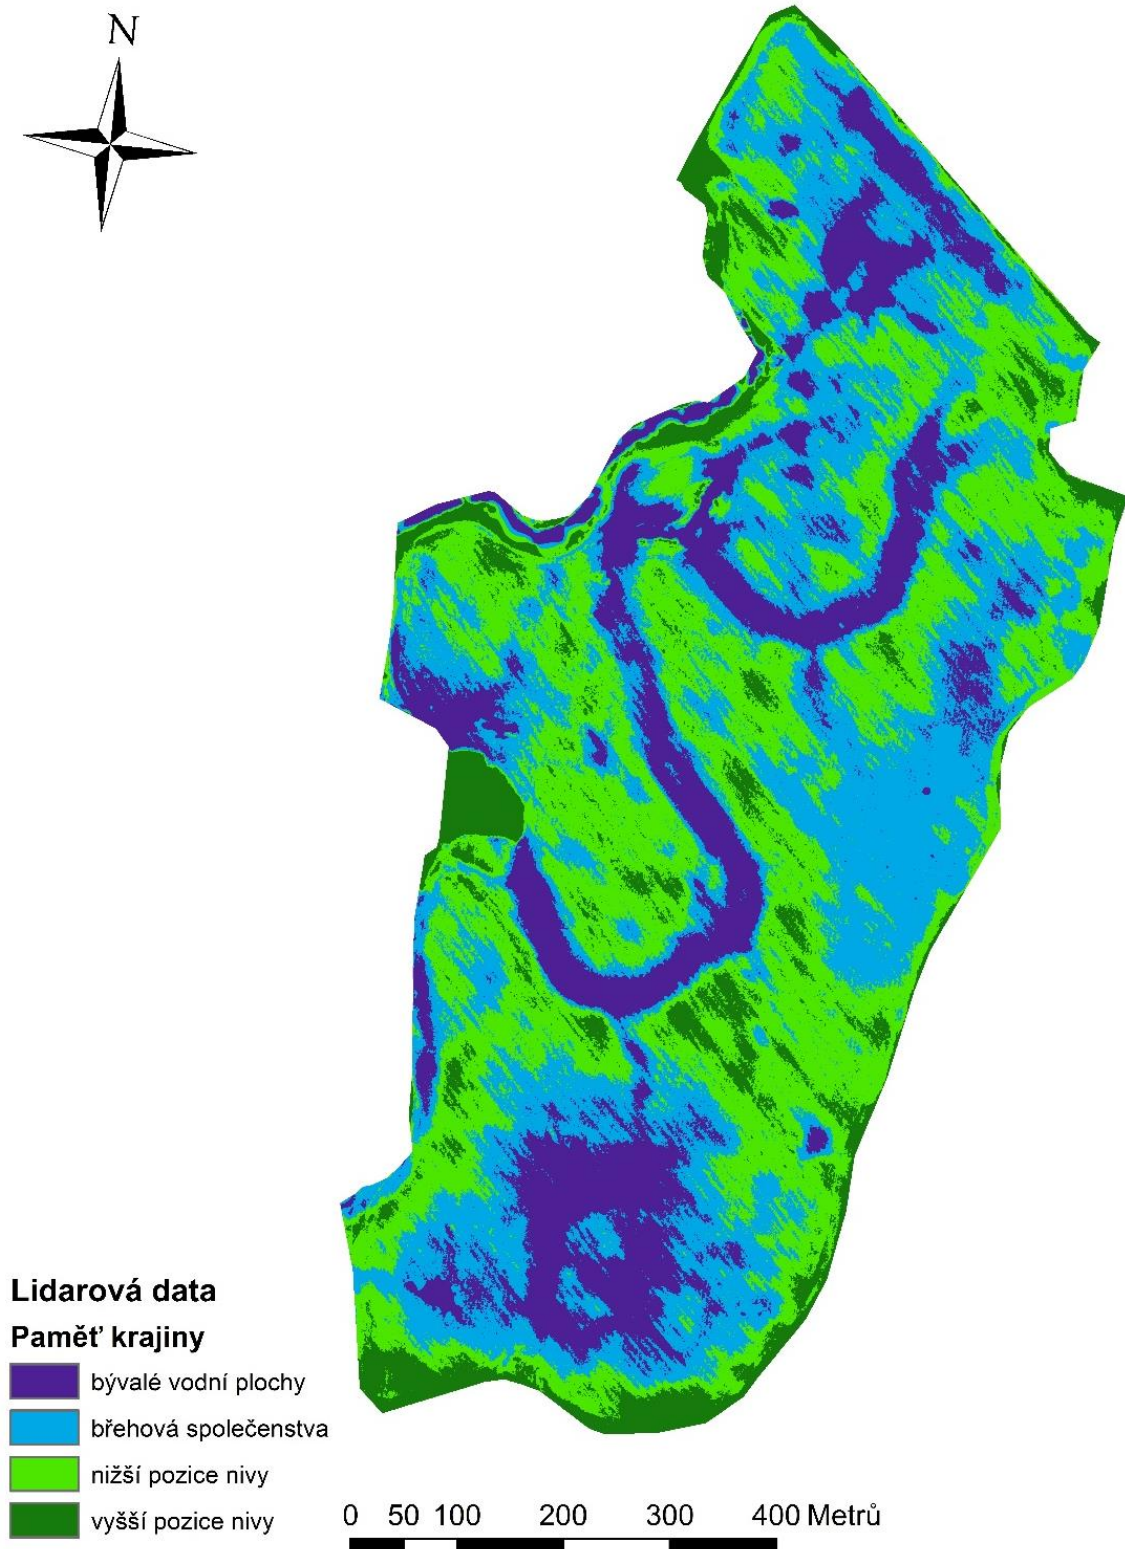 N
Lidarová data
Paměť krajiny
bývalé vodní plochy
břehová společenstva
nižší pozice nivy
vyšší pozice nivy
0 50 100 200 300 400 Metrů